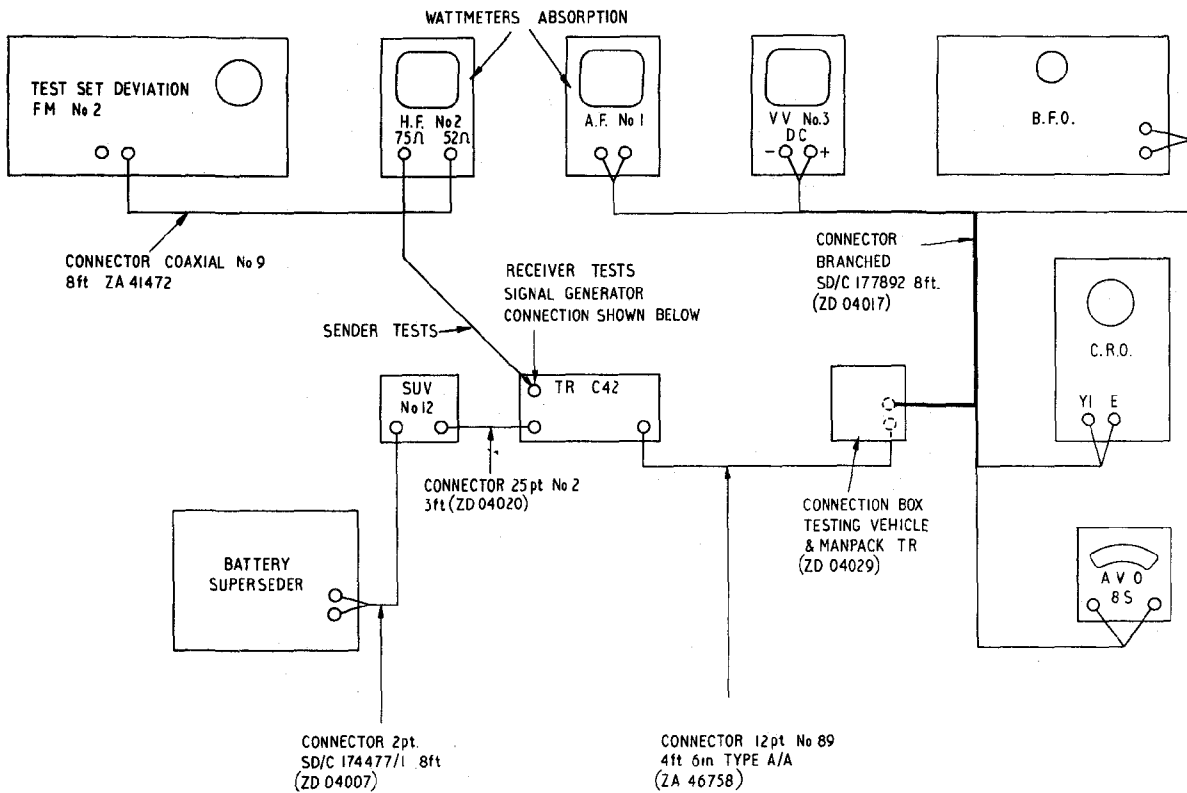 WATTMETERS ABSORPTION
TEST SET DEVIATION
FM No 2
H.F. No 2
75Ω 52Ω
A.F. No 1
VV No.3
DC
- +
B.F.O.
CONNECTOR COAXIAL No 9
8ft ZA 41472
RECEIVER TESTS
SIGNAL GENERATOR
CONNECTION SHOWN BELOW
SENDER TESTS
CONNECTOR
BRANCHED
SD/C 177892 8ft.
(ZD 04017)
C.R.O.
Y1 E
SUV
No 12
TR C42
CONNECTOR 25pt No 2
3ft (ZD 04020)
CONNECTION BOX
TESTING VEHICLE
& MANPACK TR
(ZD 04029)
BATTERY
SUPERSEDER
AVO
8S
CONNECTOR 2pt.
SD/C 174477/1 8ft
(ZD 04007)
CONNECTOR 12pt No 89
4ft 6in TYPE A/A
(ZA 46758)